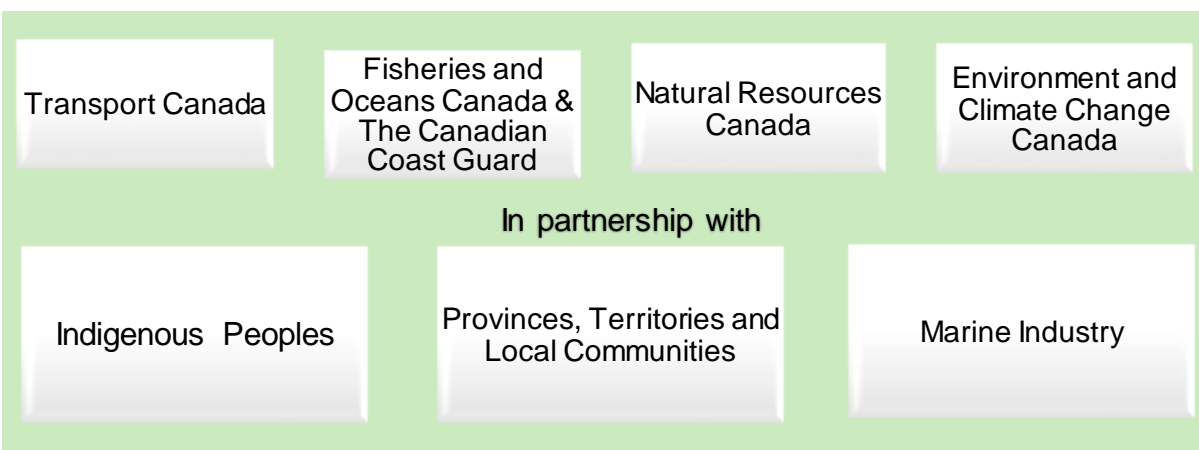 Transport Canada
Fisheries and
Oceans Canada &
The Canadian
Coast Guard
Natural Resources
Canada
Environment and
Climate Change
Canada
In partnership with
Indigenous Peoples
Provinces, Territories and
Local Communities
Marine Industry